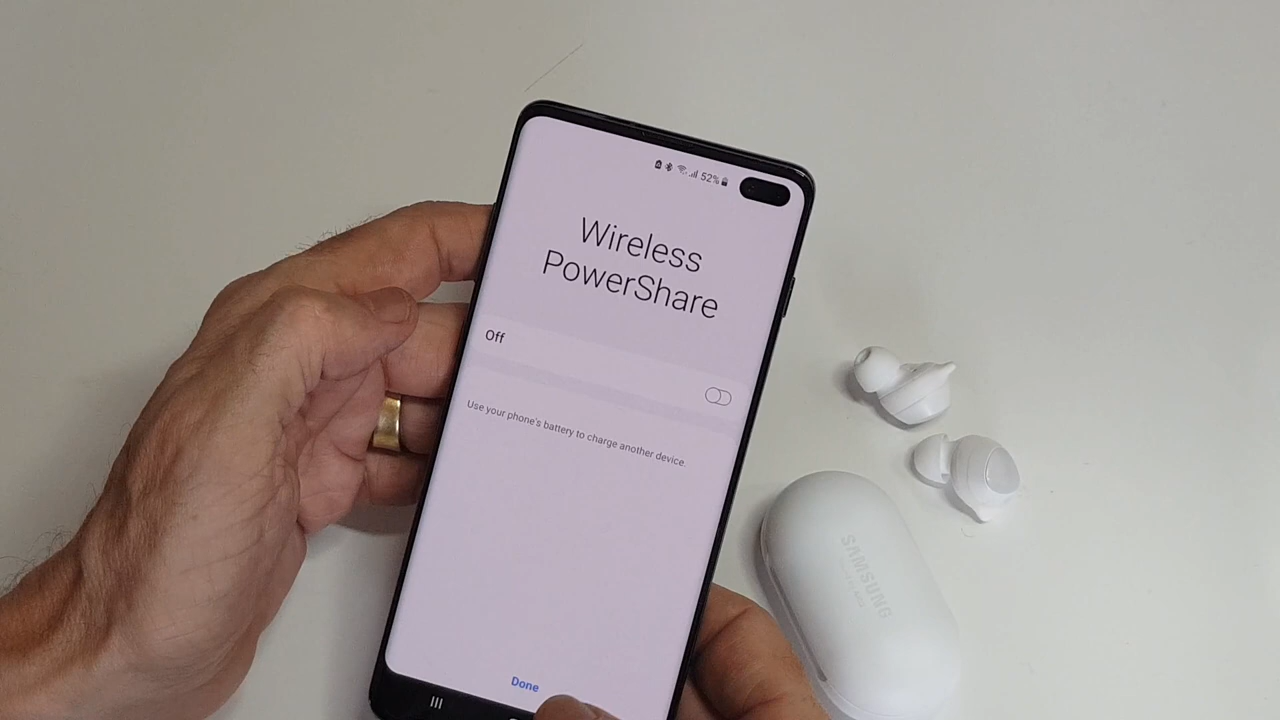 52%
Wireless
PowerShare
Off
Use your phone's battery to charge another device.
Done
SAMSUNG